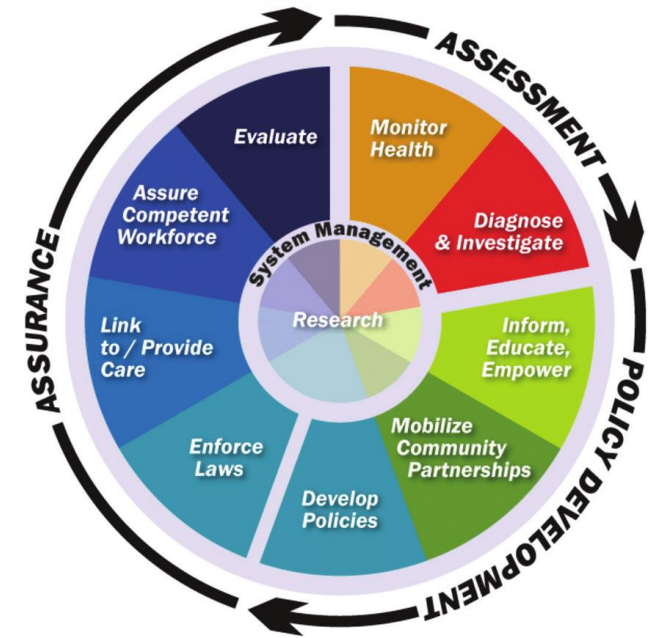 ASSESSMENT
POLICY DEVELOPMENT
ASSURANCE
Monitor
Health
Diagnose
& Investigate
Inform,
Educate,
Empower
Mobilize
Community
Partnerships
Develop
Policies
Enforce
Laws
Link
to / Provide
Care
Assure
Competent
Workforce
Evaluate
System Management
Research